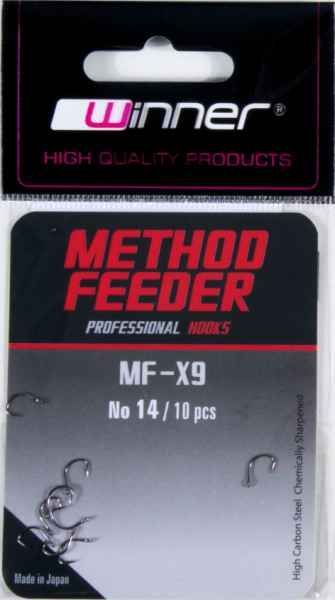 winner®
HIGH QUALITY PRODUCTS
METHOD
FEEDER
PROFESSIONAL HOOKS
MF-X9
No 14 / 10 pcs
High Carbon Steel Chemically Sharpened
Made in Japan